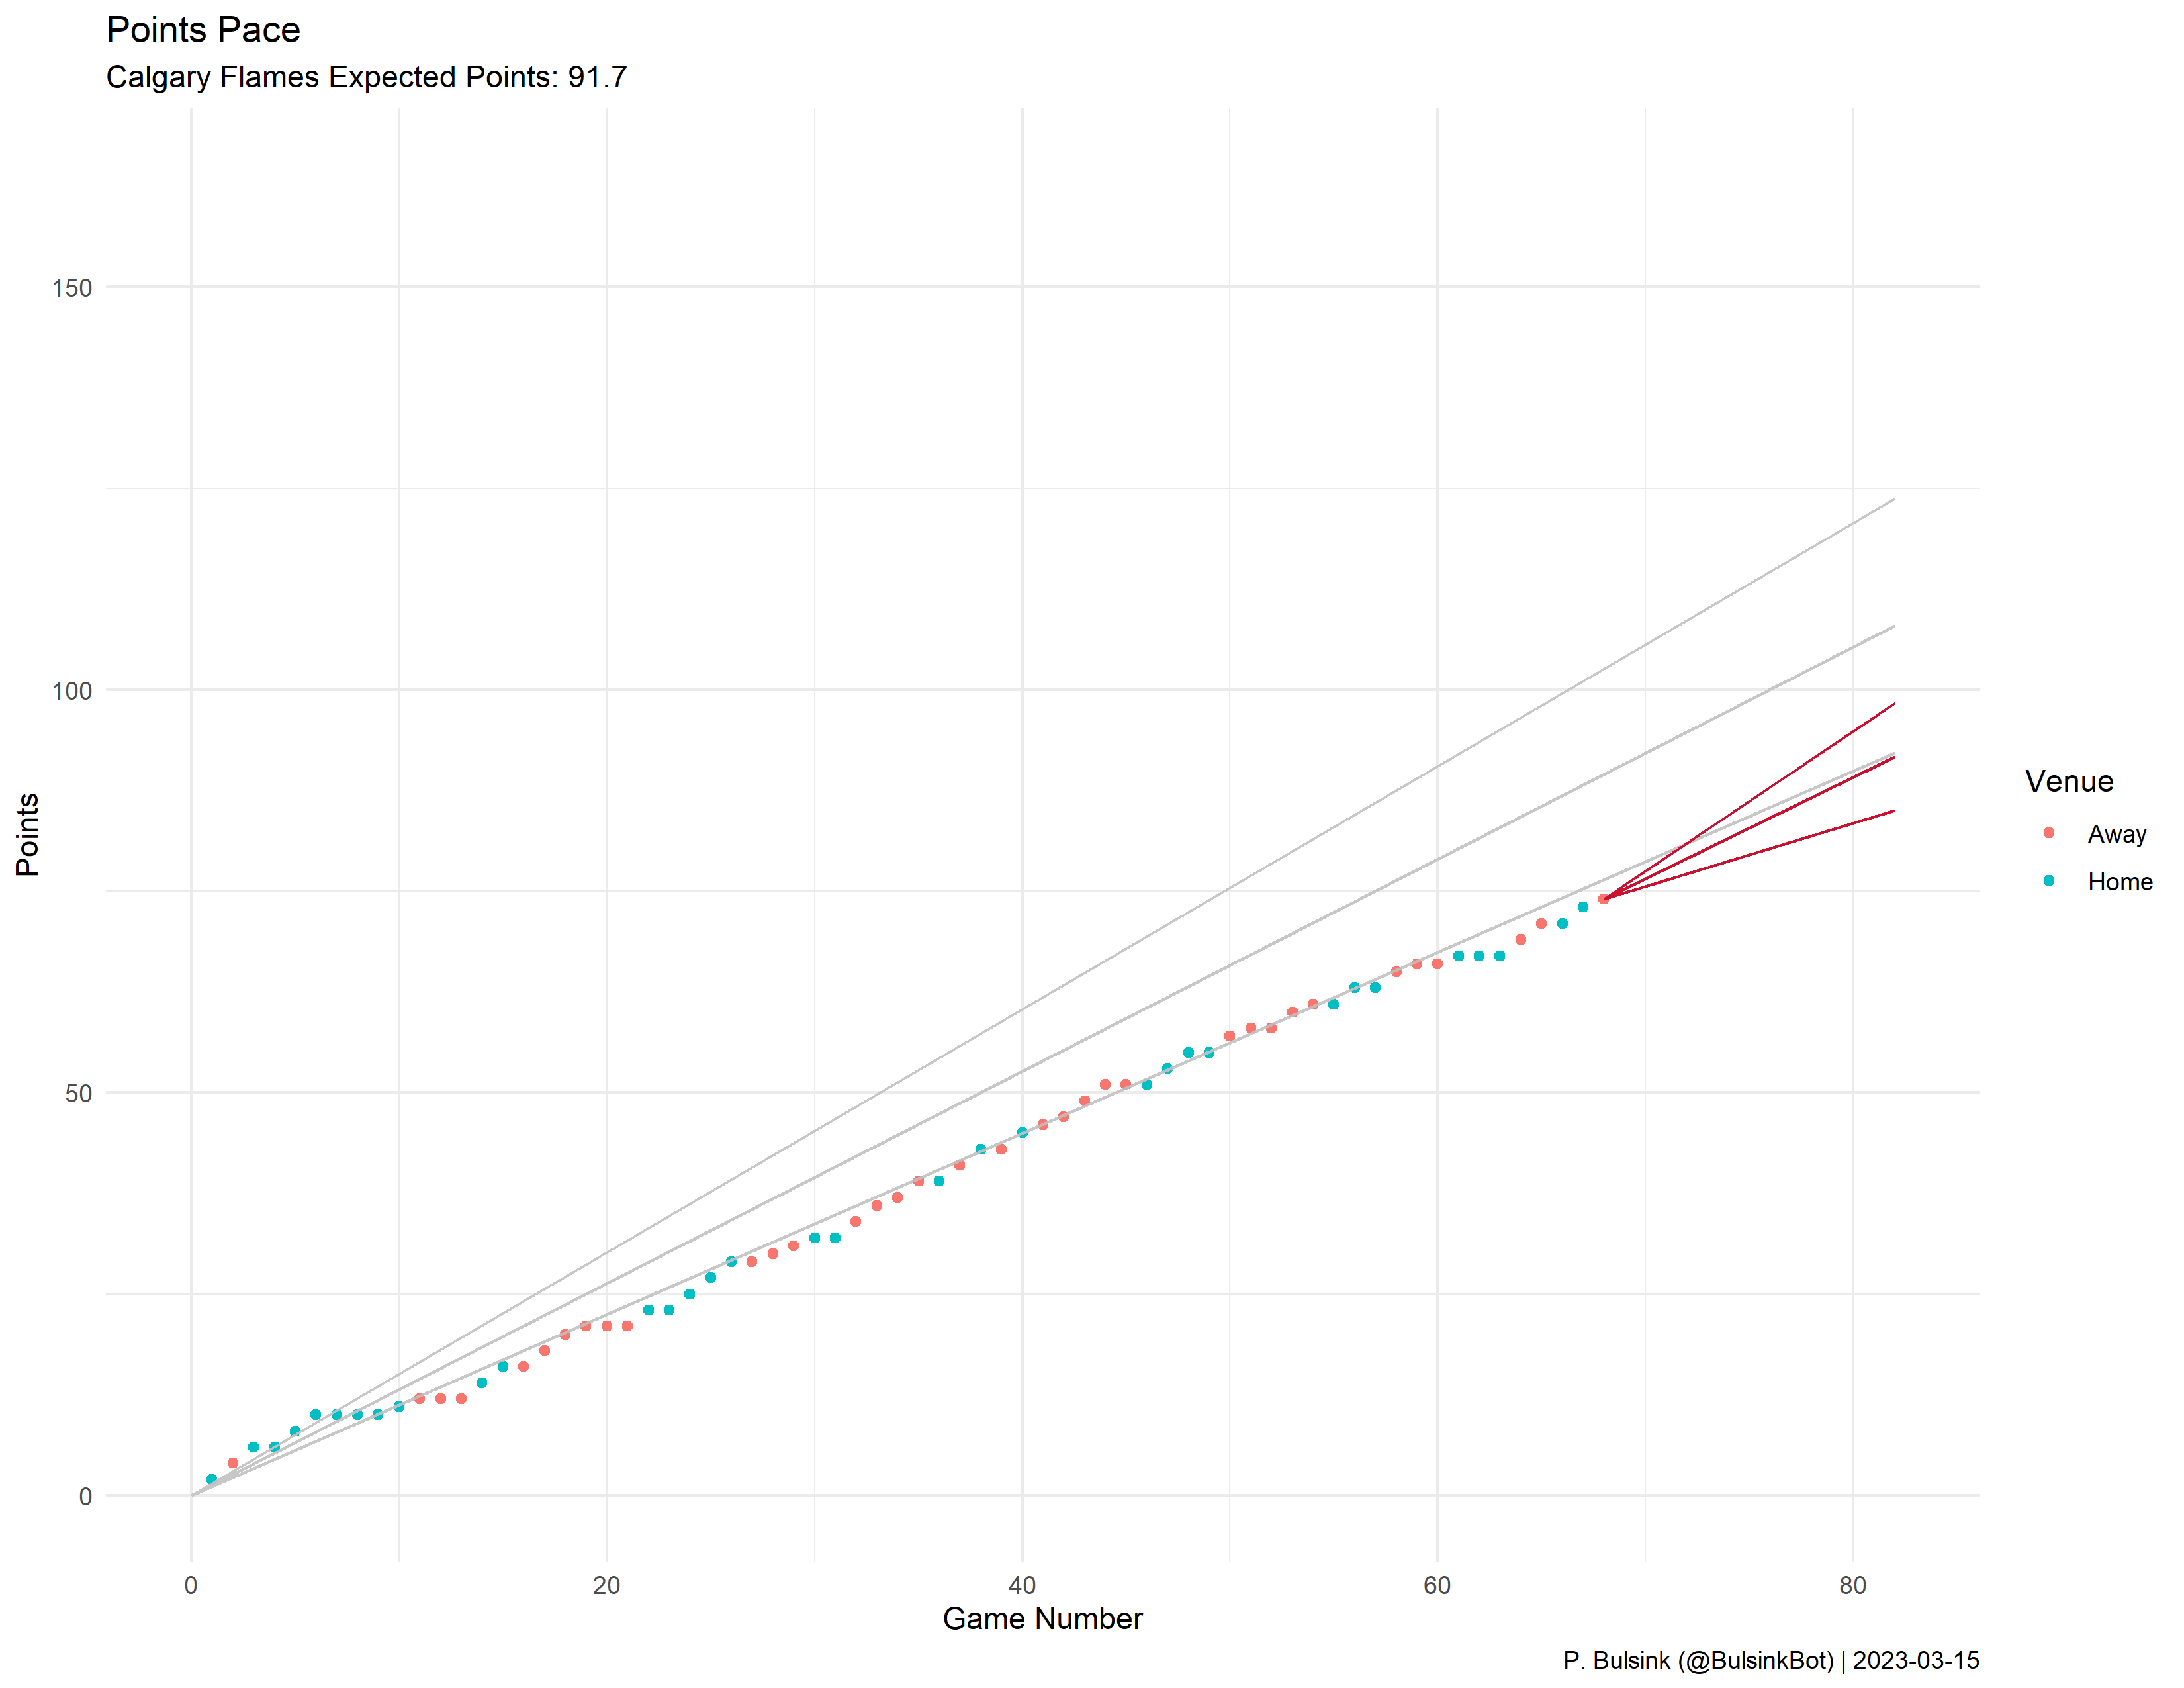 Points Pace
Calgary Flames Expected Points: 91.7
150
100
50
0
Points
0 20 40 60 80
Game Number
Venue
Away
Home
P. Bulsink (@BulsinkBot) | 2023-03-15